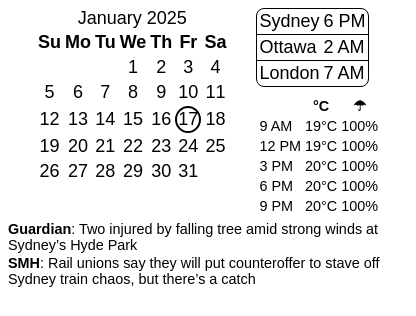 January 2025
Su Mo Tu We Th Fr Sa
1 2 3 4
5 6 7 8 9 10 11
12 13 14 15 16 17 18
19 20 21 22 23 24 25
26 27 28 29 30 31
Sydney 6 PM
Ottawa 2 AM
London 7 AM
°C ☂
9 AM 19°C 100%
12 PM 19°C 100%
3 PM 20°C 100%
6 PM 20°C 100%
9 PM 20°C 100%
Guardian: Two injured by falling tree amid strong winds at
Sydney’s Hyde Park
SMH: Rail unions say they will put counteroffer to stave off
Sydney train chaos, but there’s a catch